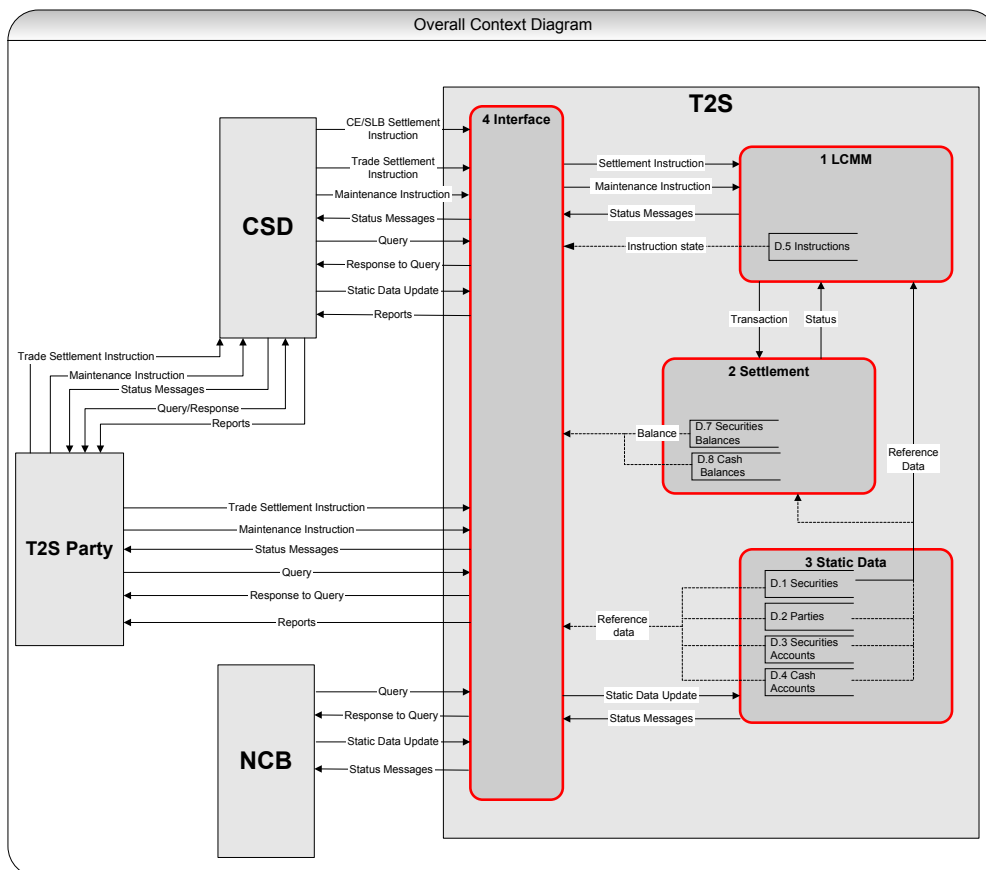 Overall Context Diagram
T2S
4 Interface
CE/SLB Settlement
Instruction
Trade Settlement
Instruction
Maintenance Instruction
Status Messages
Query
Response to Query
Static Data Update
Reports
CSD
Settlement Instruction
Maintenance Instruction
Status Messages
Instruction state
1 LCMM
D.5 Instructions
Transaction
Status
2 Settlement
D.7 Securities
Balances
D.8 Cash
Balances
Balance
Reference
Data
Trade Settlement Instruction
Maintenance Instruction
Status Messages
Query/Response
Reports
T2S Party
Trade Settlement Instruction
Maintenance Instruction
Status Messages
Query
Response to Query
Reports
3 Static Data
D.1 Securities
D.2 Parties
D.3 Securities
Accounts
D.4 Cash
Accounts
Reference
data
Static Data Update
Status Messages
NCB
Query
Response to Query
Static Data Update
Status Messages